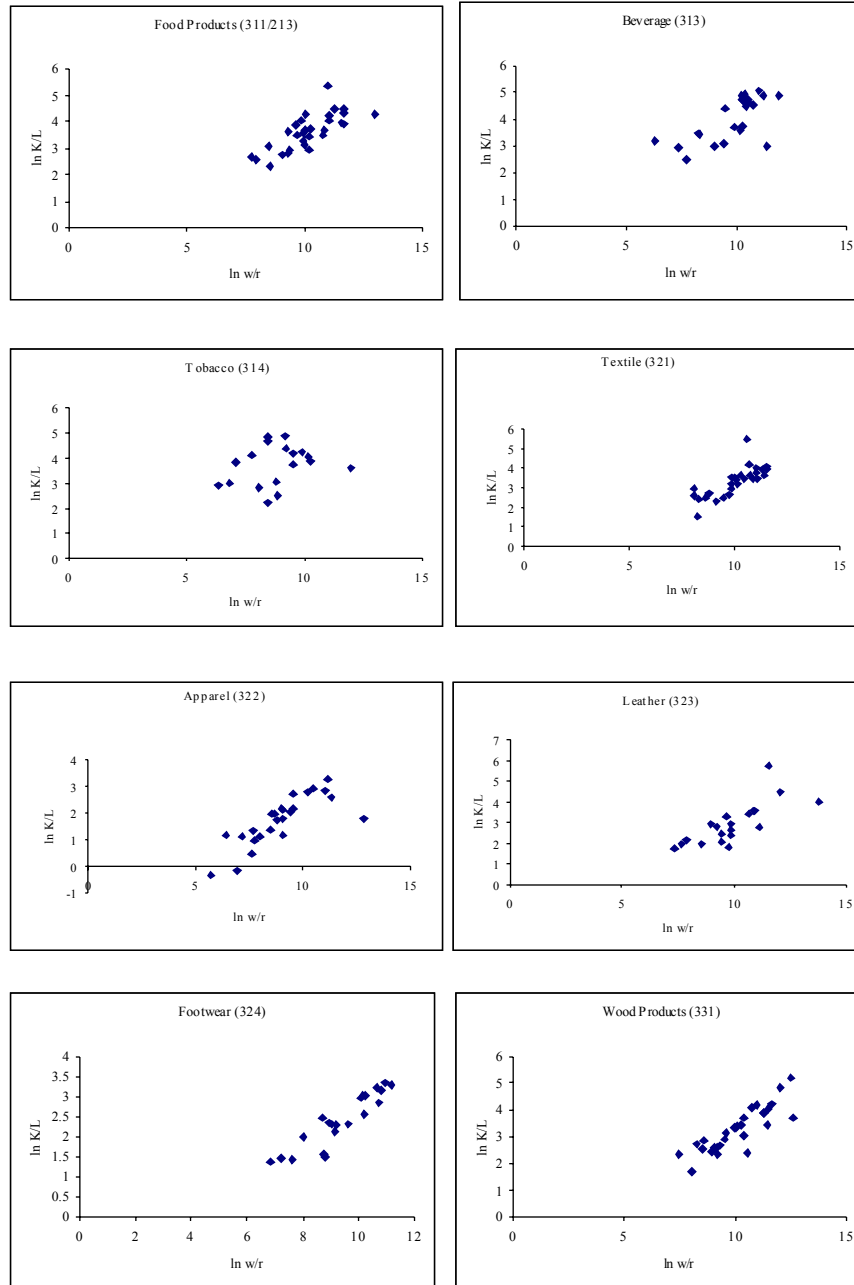 Food Products (311/213)
6
5
4
3
2
1
0
0 5 10 15
ln K/L
ln w/r
Beverage (313)
6
5
4
3
2
1
0
0 5 10 15
ln K/L
ln w/r
Tobacco (314)
6
5
4
3
2
1
0
0 5 10 15
ln K/L
ln w/r
Textile (321)
6
5
4
3
2
1
0
0 5 10 15
ln K/L
ln w/r
Apparel (322)
4
3
2
1
0
-1
0 5 10 15
ln K/L
ln w/r
Leather (323)
7
6
5
4
3
2
1
0
0 5 10 15
ln K/L
ln w/r
Footwear (324)
4
3.5
3
2.5
2
1.5
1
0.5
0
0 2 4 6 8 10 12
ln K/L
ln w/r
Wood Products (331)
6
5
4
3
2
1
0
0 5 10 15
ln K/L
ln w/r